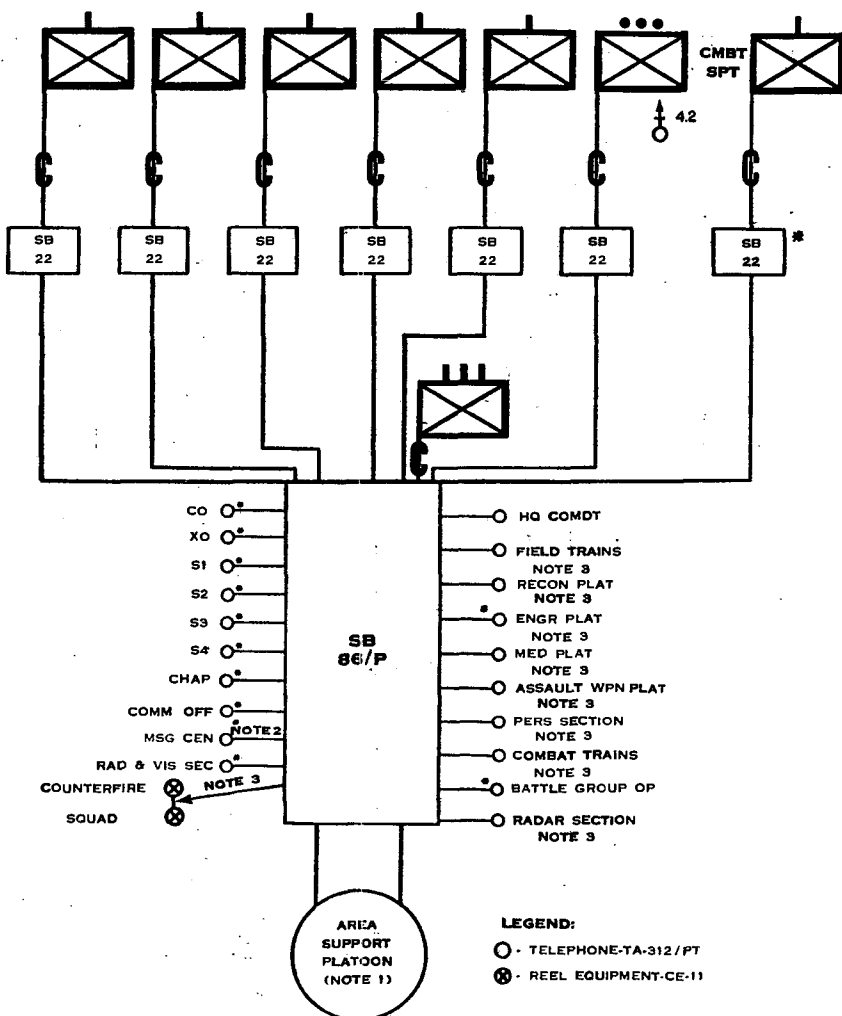 CMBT
SPT
4.2
C C C C C C C
SB
22
SB
22
SB
22
SB
22
SB
22
SB
22
SB
22 *
C
SB
86/P
CO *
XO *
S1 *
S2 *
S3 *
S4 *
CHAP *
COMM OFF *
MSG CEN * NOTE 2
RAD & VIS SEC *
COUNTERFIRE
SQUAD
NOTE 3
HQ COMDT
FIELD TRAINS
NOTE 3
RECON PLAT
NOTE 3
* ENGR PLAT
NOTE 3
MED PLAT
NOTE 3
ASSAULT WPN PLAT
NOTE 3
PERS SECTION
NOTE 3
COMBAT TRAINS
NOTE 3
* BATTLE GROUP OP
RADAR SECTION
NOTE 3
AREA
SUPPORT
PLATOON
(NOTE 1)
LEGEND:
- TELEPHONE-TA-312/PT
- REEL EQUIPMENT-CE-11